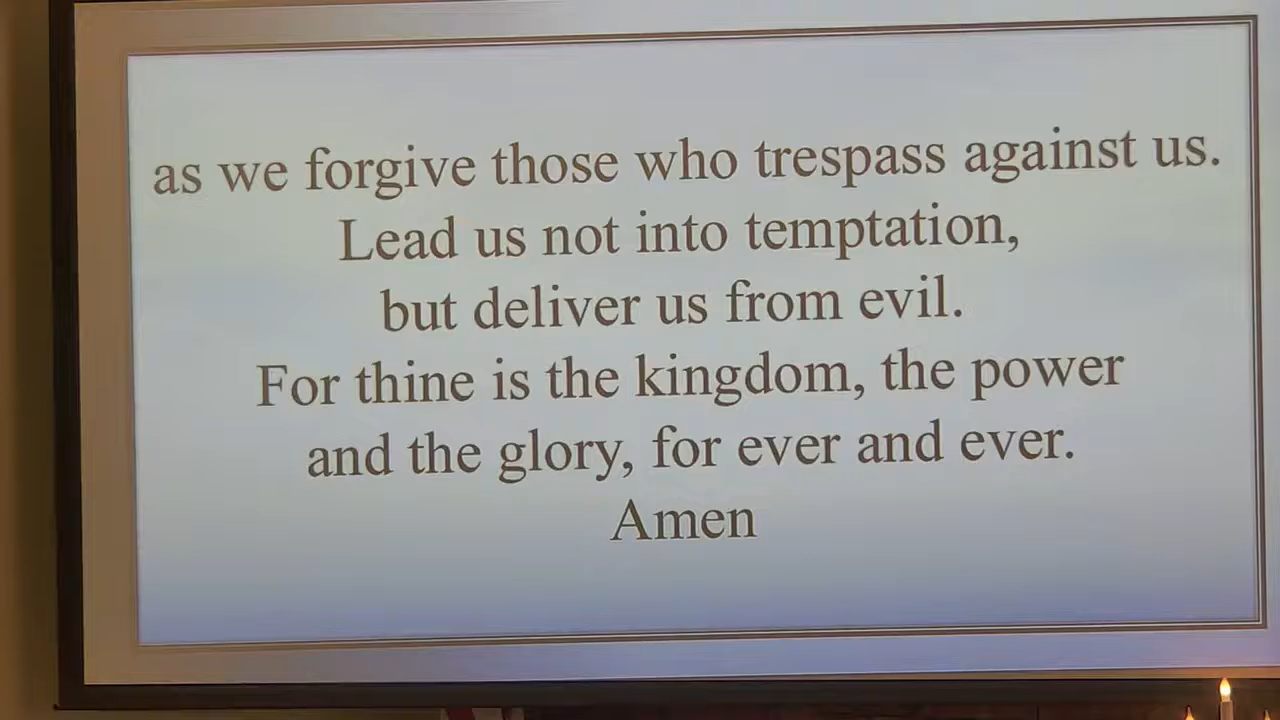 as we forgive those who trespass against us.
Lead us not into temptation,
but deliver us from evil.
For thine is the kingdom, the power
and the glory, for ever and ever.
Amen